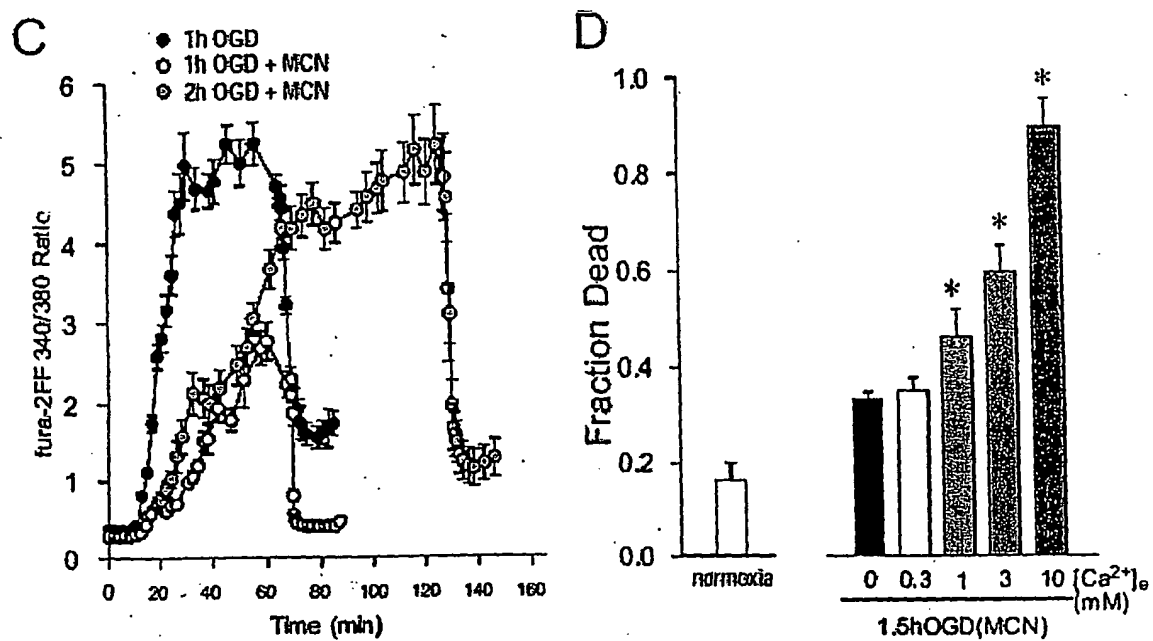 C
1h OGD
1h OGD + MCN
2h OGD + MCN
fura-2FF 340/380 Ratio
6
5
4
3
2
1
0
0 20 40 60 80 100 120 140 160
Time (min)
D
Fraction Dead
1.0
0.8
0.6
0.4
0.2
0.0
*
*
*
normoxia
0 0.3 1 3 10 [Ca²⁺]e
(mM)
1.5hOGD(MCN)